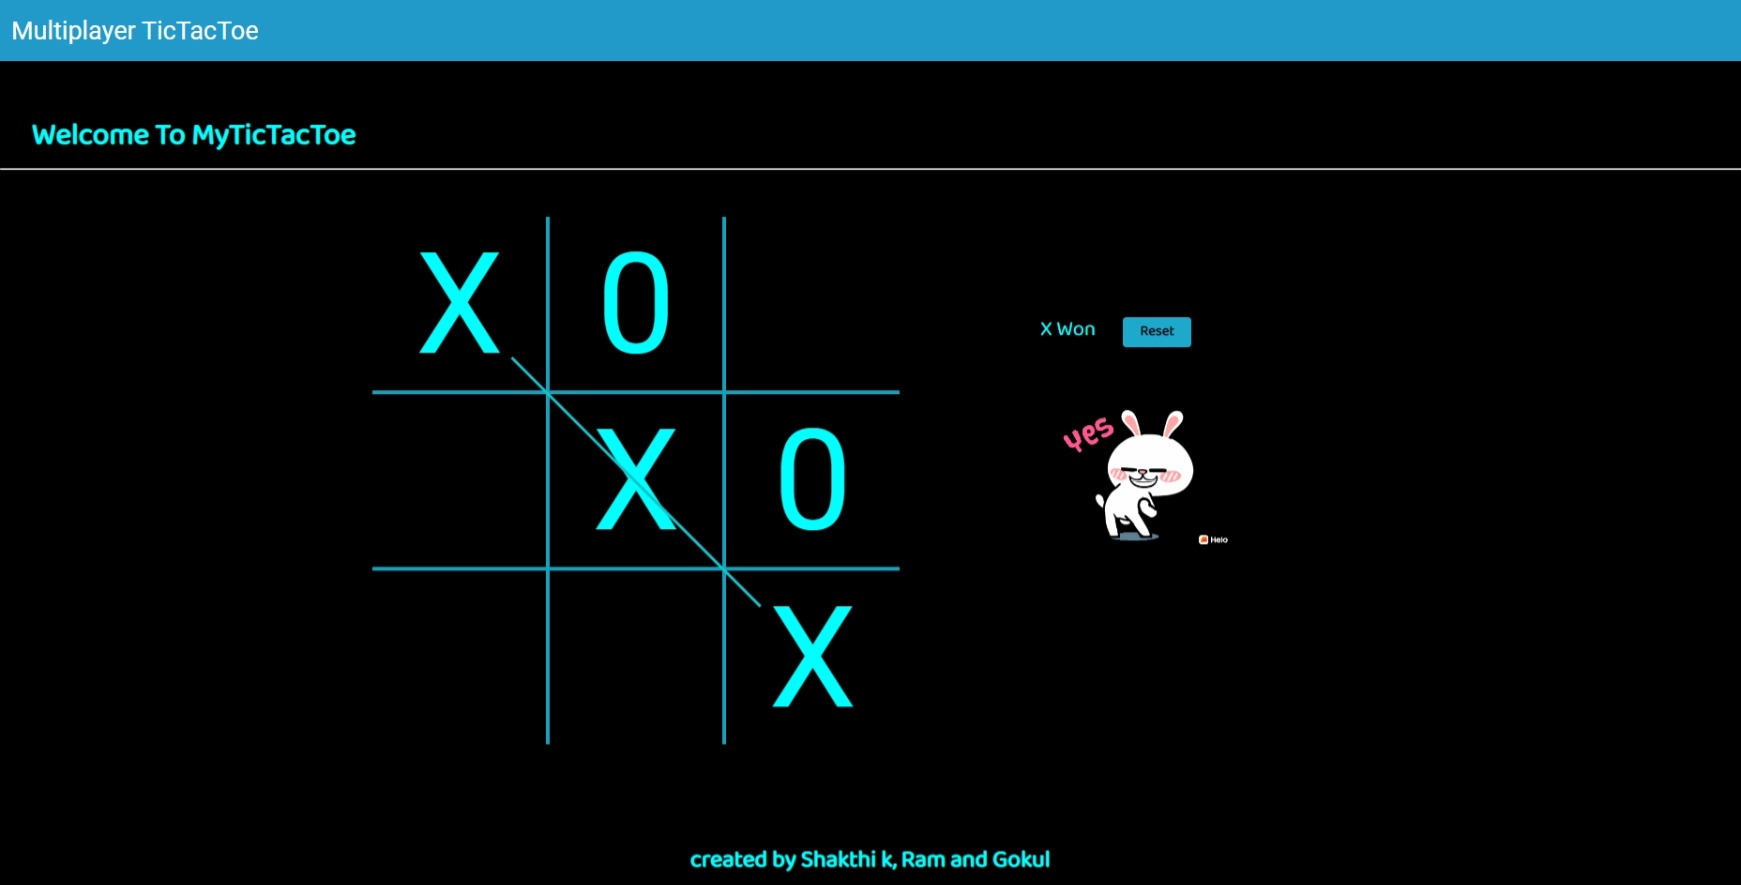 Multiplayer TicTacToe
Welcome To MyTicTacToe
X 0
X 0
X
X Won Reset
yes
Helo
created by Shakthi k, Ram and Gokul